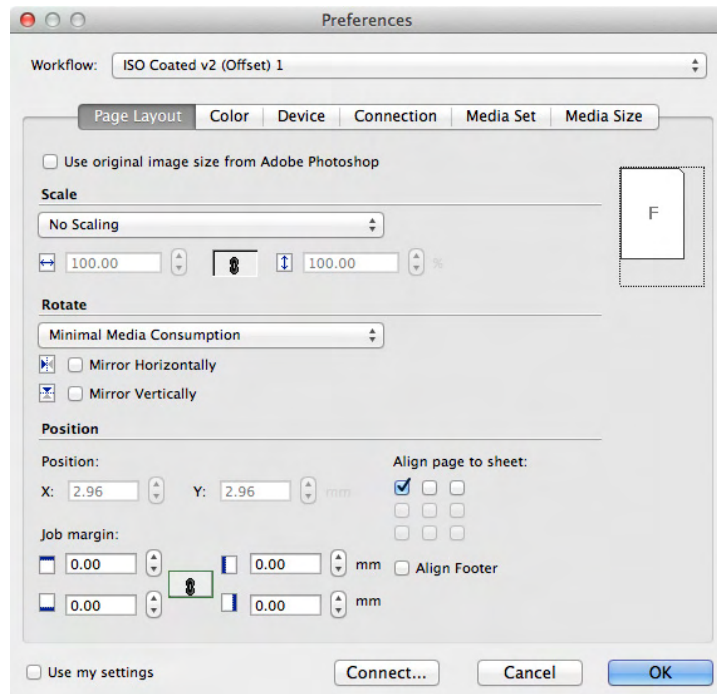 Preferences
Workflow: ISO Coated v2 (Offset) 1
Page Layout Color Device Connection Media Set Media Size
Use original image size from Adobe Photoshop
Scale
No Scaling
F
100.00 100.00 %
Rotate
Minimal Media Consumption
Mirror Horizontally
Mirror Vertically
Position
Position: Align page to sheet:
X: 2.96 Y: 2.96 mm
Job margin:
0.00 0.00 mm Align Footer
0.00 0.00 mm
Use my settings Connect... Cancel OK